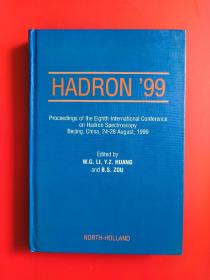 HADRON '99
Proceedings of the Eighth International Conference
on Hadron Spectroscopy
Beijing, China, 24-28 August, 1999
Edited by
W.G. LI, Y.Z. HUANG
and B.S. ZOU
NORTH-HOLLAND